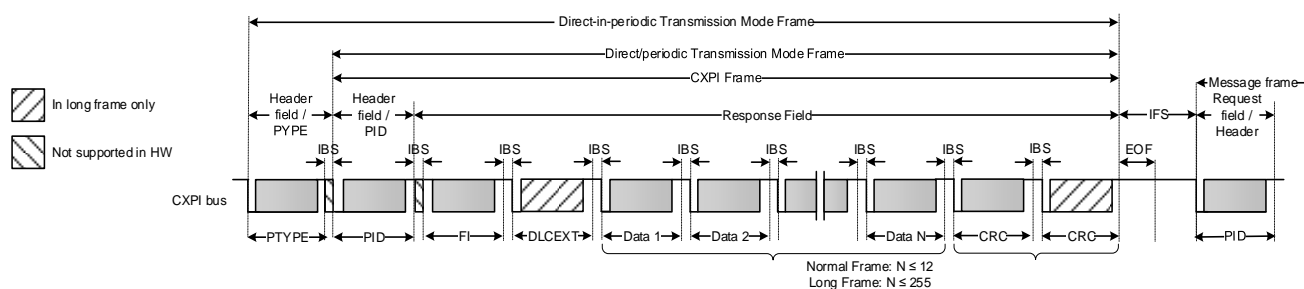 Direct-in-periodic Transmission Mode Frame
Direct/periodic Transmission Mode Frame
CXPI Frame
In long frame only
Not supported in HW
Header
field /
PYPE
Header
field /
PID
Response Field
IFS
Message frame
Request
field /
Header
IBS
IBS
IBS
IBS
IBS
IBS
IBS
IBS
IBS
EOF
CXPI bus
PTYPE
PID
FI
DLCEXT
Data 1
Data 2
Data N
CRC
CRC
PID
Normal Frame: N ≤ 12
Long Frame: N ≤ 255